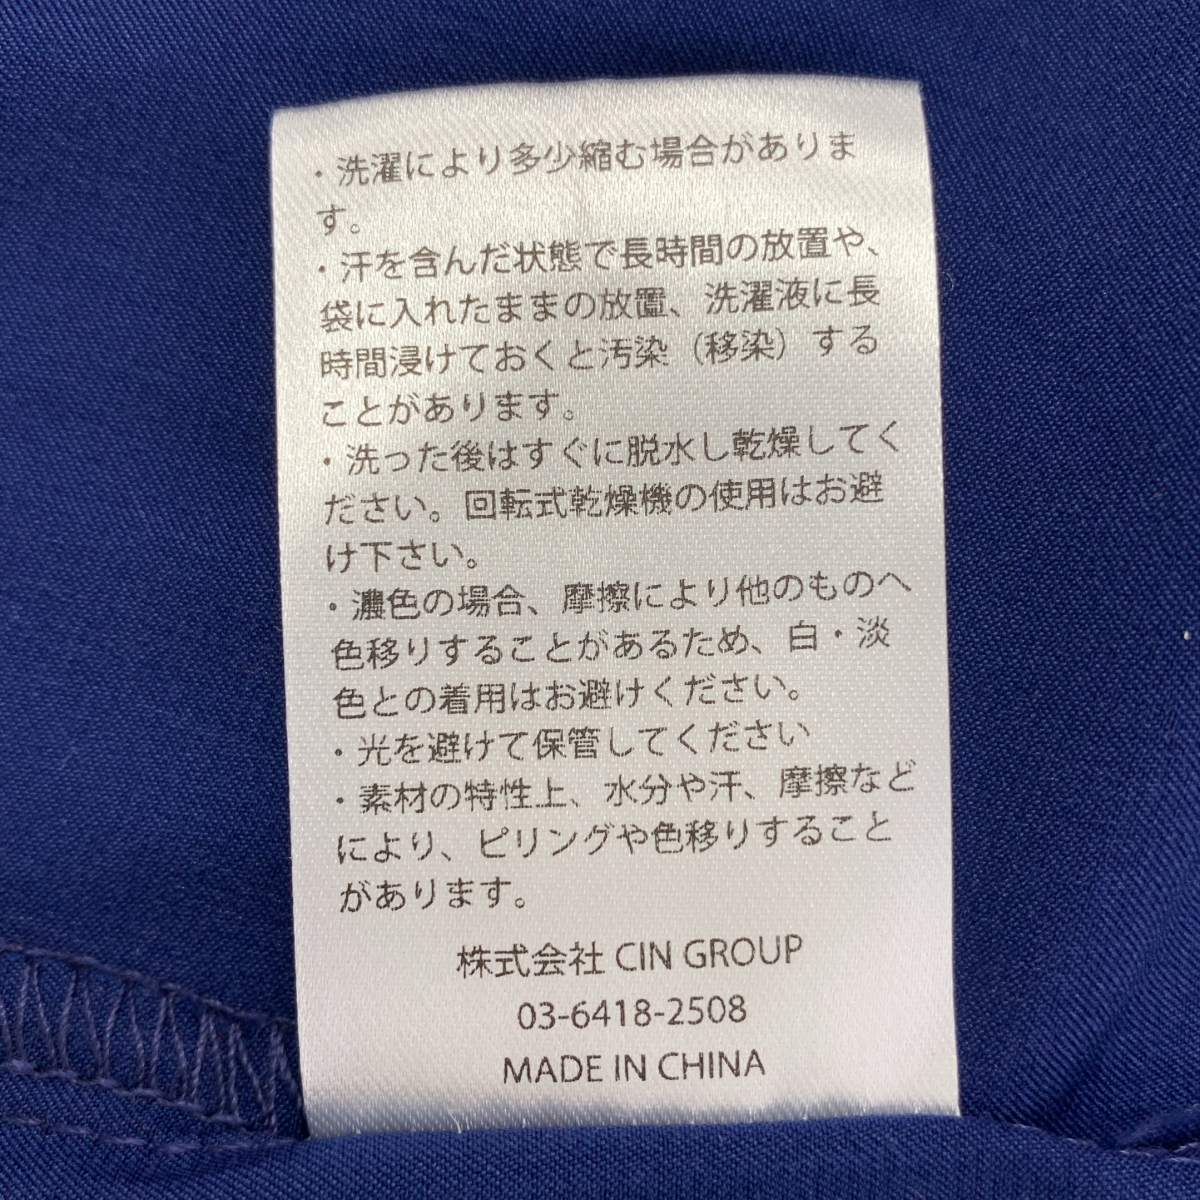 ・洗濯により多少縮む場合がありま
す。
・汗を含んだ状態で長時間の放置や、
袋に入れたままの放置、洗濯液に長
時間浸けておくと汚染（移染）する
ことがあります。
・洗った後はすぐに脱水し乾燥してく
ださい。回転式乾燥機の使用はお避
け下さい。
・濃色の場合、摩擦により他のものへ
色移りすることがあるため、白・淡
色との着用はお避けください。
・光を避けて保管してください
・素材の特性上、水分や汗、摩擦など
により、ピリングや色移りすること
があります。
株式会社 CIN GROUP
03-6418-2508
MADE IN CHINA